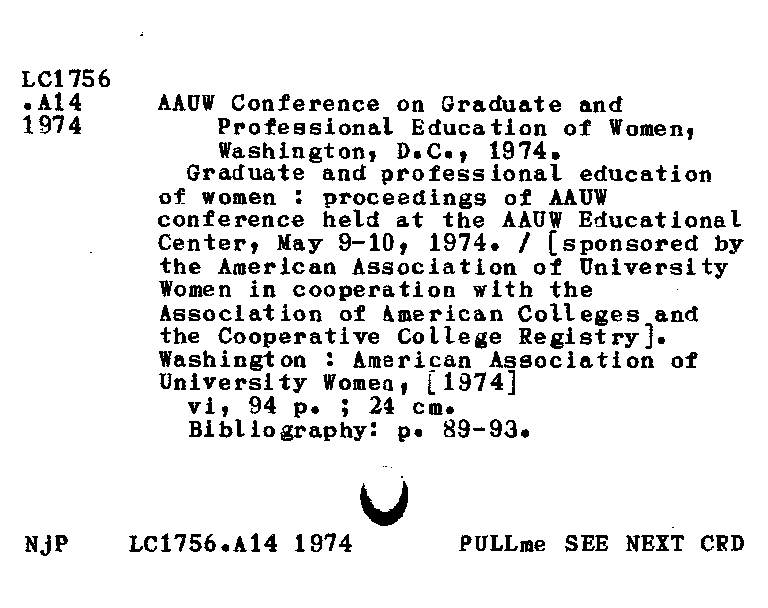 LC1756
.A14 AAUW Conference on Graduate and
1974 Professional Education of Women,
Washington, D.C., 1974.
Graduate and professional education
of women : proceedings of AAUW
conference held at the AAUW Educational
Center, May 9-10, 1974. / [sponsored by
the American Association of University
Women in cooperation with the
Association of American Colleges and
the Cooperative College Registry].
Washington : American Association of
University Women, [1974]
vi, 94 p. ; 24 cm.
Bibliography: p. 89-93.
NjP LC1756.A14 1974 PULLme SEE NEXT CRD